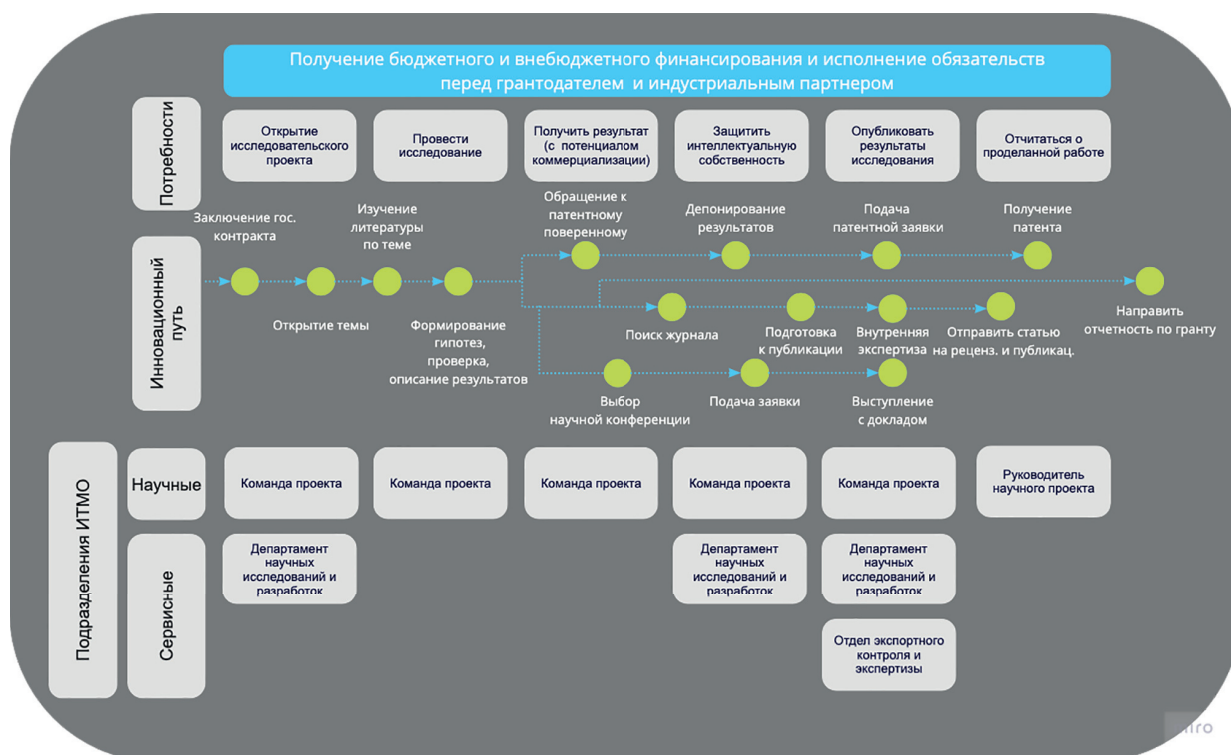 Получение бюджетного и внебюджетного финансирования и исполнение обязательств
перед грантодателем и индустриальным партнером
Потребности
Открытие
исследовательского
проекта
Провести
исследование
Получить результат
(с потенциалом
коммерциализации)
Защитить
интеллектуальную
собственность
Опубликовать
результаты
исследования
Отчитаться о
проделанной работе
Инновационный
путь
Заключение гос.
контракта
Изучение
литературы
по теме
Обращение к
патентному
поверенному
Депонирование
результатов
Подача
патентной заявки
Получение
патента
Открытие темы
Формирование
гипотез,
проверка,
описание результатов
Поиск журнала
Подготовка
к публикации
Внутренняя
экспертиза
Отправить статью
на реценз. и публикац.
Направить
отчетность по гранту
Выбор
научной конференции
Подача заявки
Выступление
с докладом
Подразделения ИТМО
Научные
Команда проекта
Команда проекта
Команда проекта
Команда проекта
Команда проекта
Руководитель
научного проекта
Сервисные
Департамент
научных
исследований и
разработок
Департамент
научных
исследований и
разработок
Департамент
научных
исследований и
разработок
Отдел экспортного
контроля и
экспертизы
miro